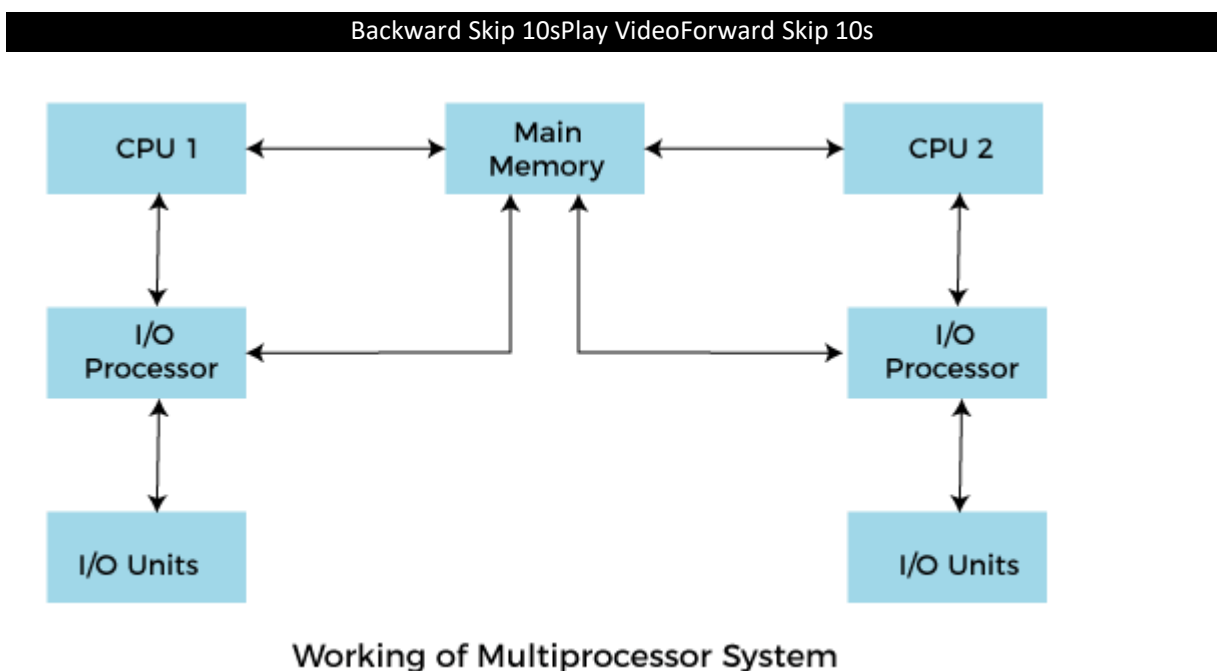 Backward Skip 10sPlay VideoForward Skip 10s
CPU 1
Main
Memory
CPU 2
I/O
Processor
I/O
Processor
I/O Units
I/O Units
Working of Multiprocessor System